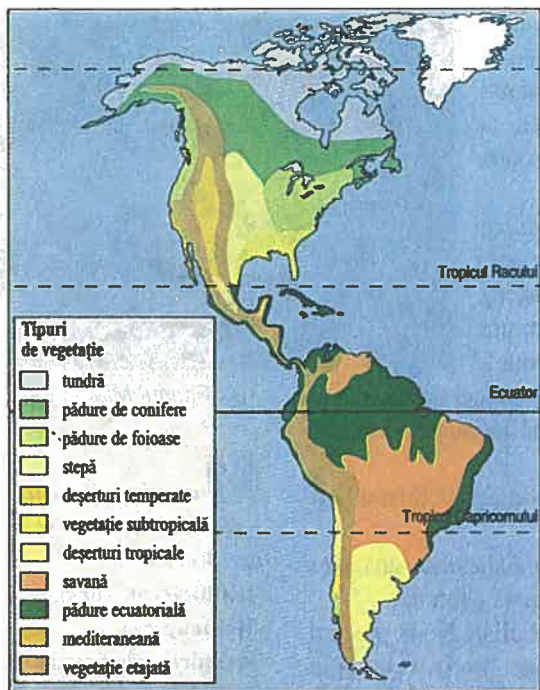 Tropicul Racului
Ecuator
Tropicul Capricornului
Tipuri
de vegetație
tundră
pădure de conifere
pădure de foioase
stepă
deșerturi temperate
vegetație subtropicală
deșerturi tropicale
savană
pădure ecuatorială
mediteraneană
vegetație etajată